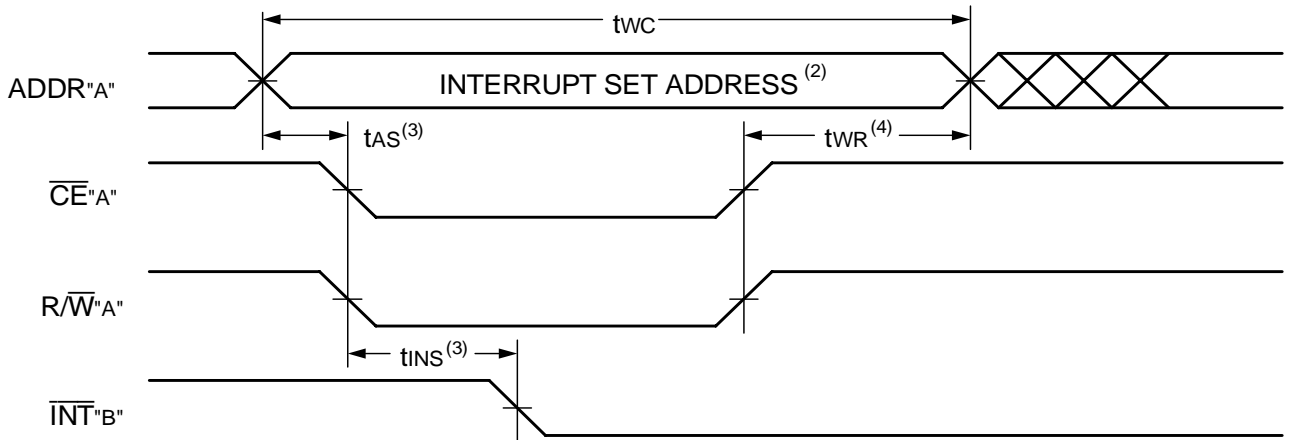 tWC
ADDR"A"
INTERRUPT SET ADDRESS (2)
tAS(3)
tWR(4)
CE"A"
R/W"A"
tINS(3)
INT"B"